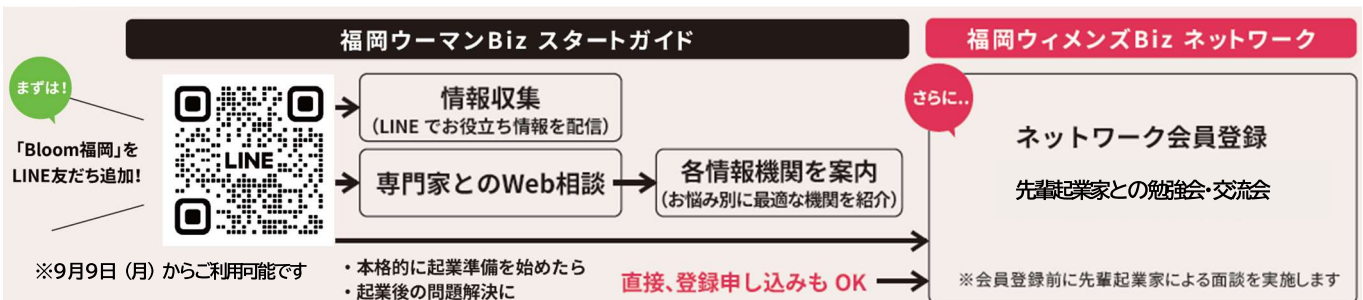 福岡ウーマンBiz スタートガイド
福岡ウィメンズBiz ネットワーク
まずは!
「Bloom福岡」を
LINE友だち追加!
LINE
※9月9日（月）からご利用可能です
情報収集
(LINE でお役立ち情報を配信)
専門家とのWeb相談
各情報機関を案内
(お悩み別に最適な機関を紹介)
・本格的に起業準備を始めたら
・起業後の問題解決に
直接、登録申し込みも OK
さらに..
ネットワーク会員登録
先輩起業家との勉強会・交流会
※会員登録前に先輩起業家による面談を実施します